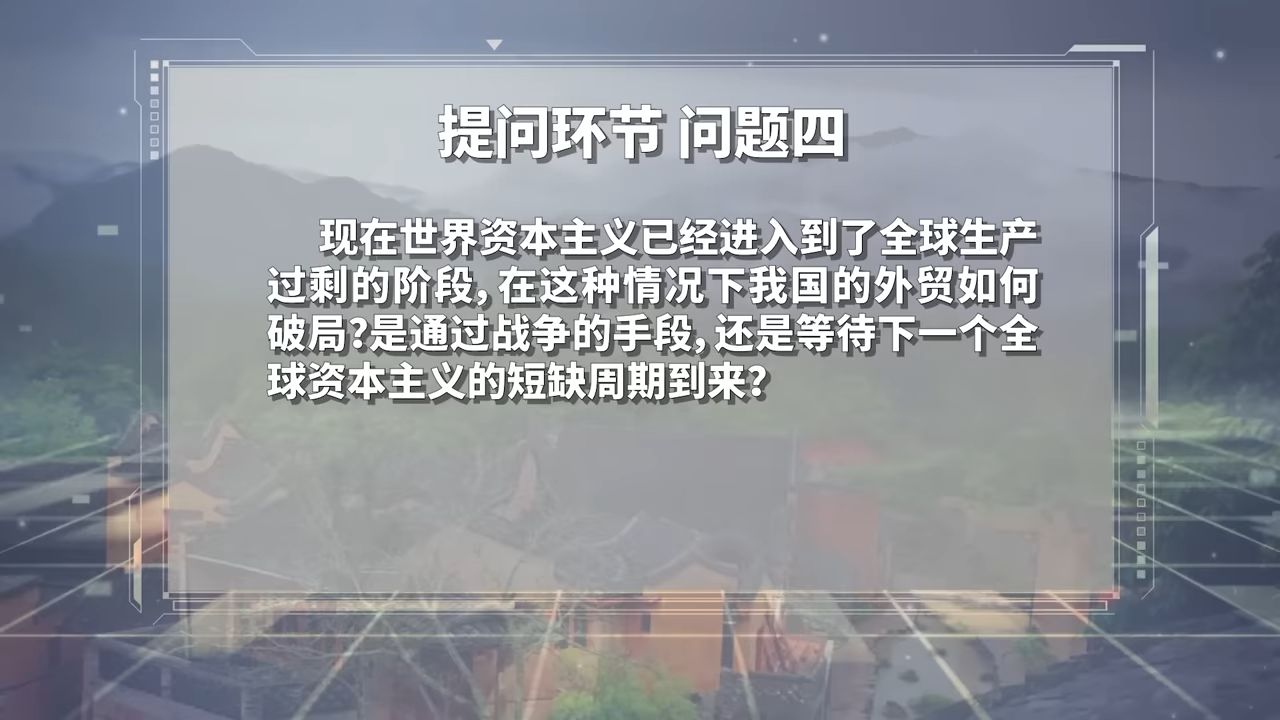 提问环节 问题四
现在世界资本主义已经进入到了全球生产
过剩的阶段，在这种情况下我国的外贸如何
破局?是通过战争的手段，还是等待下一个全
球资本主义的短缺周期到来?